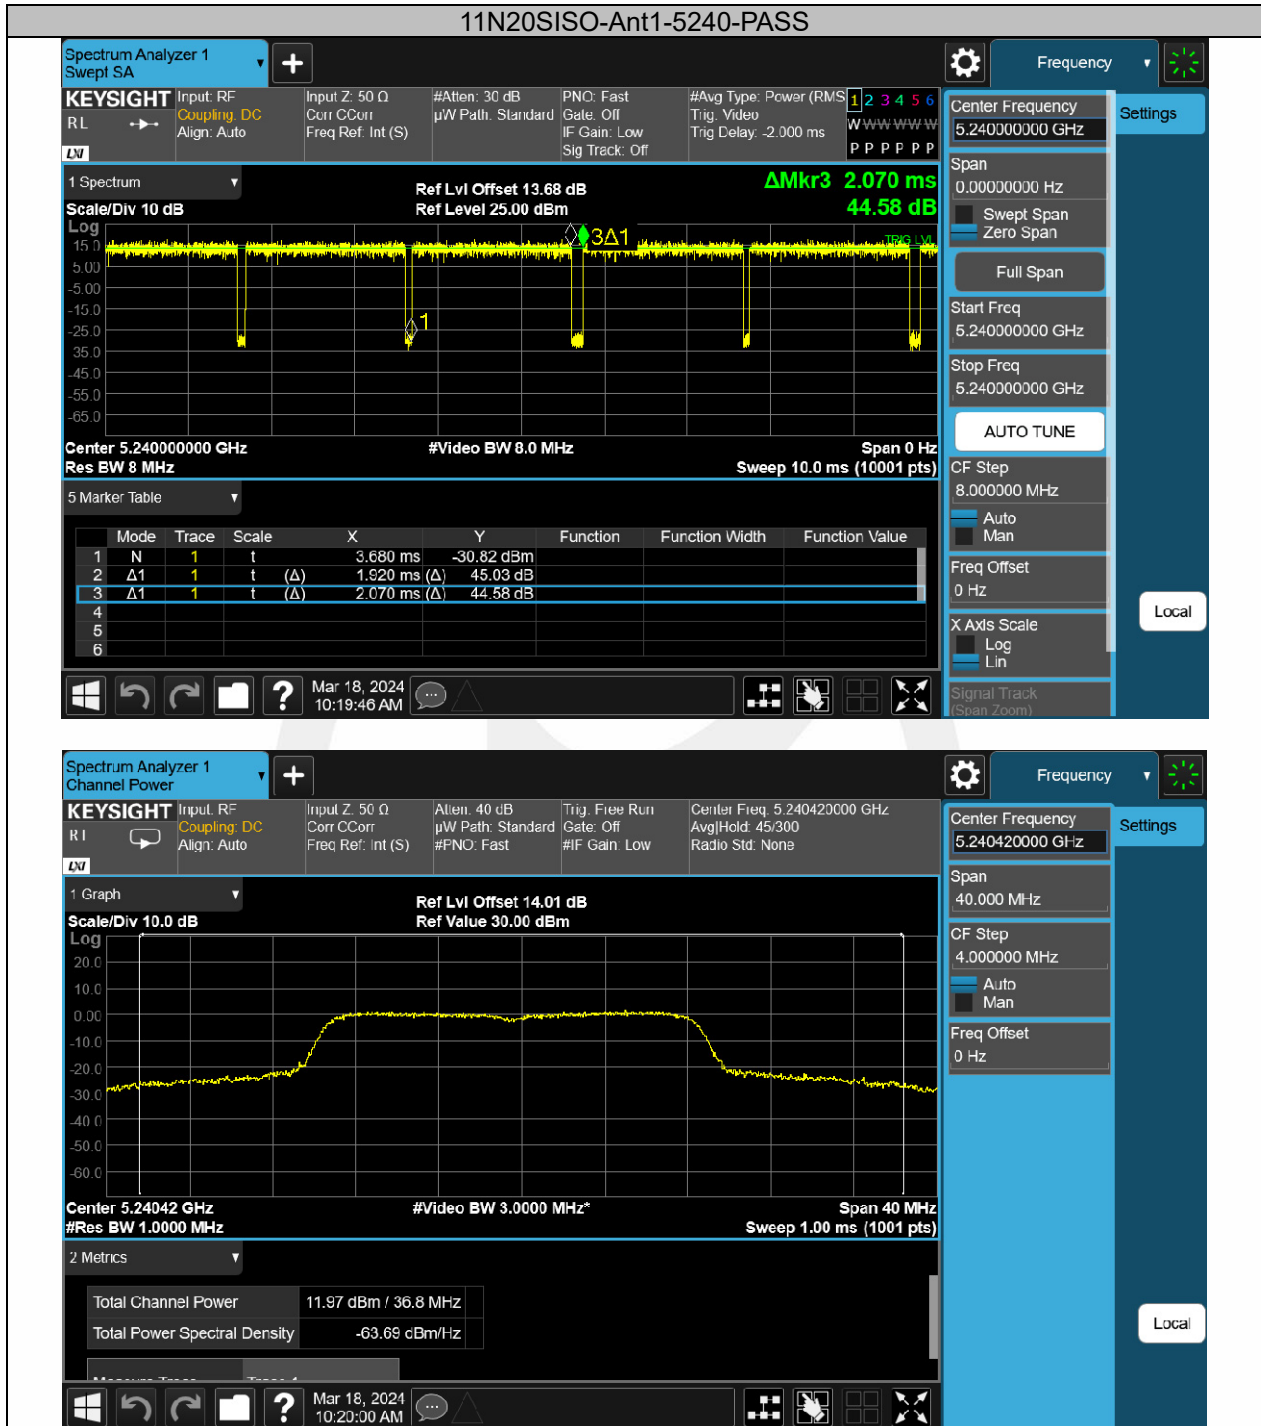 11N20SISO-Ant1-5240-PASS
Spectrum Analyzer 1
Swept SA
Frequency
KEYSIGHT
RL
LXI
Input: RF
Coupling: DC
Align: Auto
Input Z: 50 Ω
Corr CCorr
Freq Ref: Int (S)
#Atten: 30 dB
µW Path: Standard
PNO: Fast
Gate: Off
IF Gain: Low
Sig Track: Off
#Avg Type: Power (RMS
Trig: Video
Trig Delay: -2.000 ms
1 2 3 4 5 6
W W W W W W
P P P P P P
Center Frequency
5.240000000 GHz
Settings
Span
0.00000000 Hz
Swept Span
Zero Span
Full Span
Start Freq
5.240000000 GHz
Stop Freq
5.240000000 GHz
AUTO TUNE
CF Step
8.000000 MHz
Auto
Man
Freq Offset
0 Hz
X Axis Scale
Log
Lin
Signal Track
(Span Zoom)
Local
1 Spectrum
Scale/Div 10 dB
Ref Lvl Offset 13.68 dB
Ref Level 25.00 dBm
ΔMkr3 2.070 ms
44.58 dB
Log
15.0
5.00
-5.00
-15.0
-25.0
-35.0
-45.0
-55.0
-65.0
3Δ1
TRIG LVL
1
Center 5.240000000 GHz
#Video BW 8.0 MHz
Span 0 Hz
Res BW 8 MHz
Sweep 10.0 ms (10001 pts)
5 Marker Table
Mode Trace Scale X Y Function Function Width Function Value
1 N 1 t 3.680 ms -30.82 dBm
2 Δ1 1 t (Δ) 1.920 ms (Δ) 45.03 dB
3 Δ1 1 t (Δ) 2.070 ms (Δ) 44.58 dB
4
5
6
Mar 18, 2024
10:19:46 AM
Spectrum Analyzer 1
Channel Power
Frequency
KEYSIGHT
RL
LXI
Input: RF
Coupling: DC
Align: Auto
Input Z: 50 Ω
Corr CCorr
Freq Ref: Int (S)
Atten: 40 dB
µW Path: Standard
#PNO: Fast
Trig: Free Run
Gate: Off
#IF Gain: Low
Center Freq: 5.240420000 GHz
Avg|Hold: 45/300
Radio Std: None
Center Frequency
5.240420000 GHz
Settings
Span
40.000 MHz
CF Step
4.000000 MHz
Auto
Man
Freq Offset
0 Hz
Local
1 Graph
Scale/Div 10.0 dB
Ref Lvl Offset 14.01 dB
Ref Value 30.00 dBm
Log
20.0
10.0
0.00
-10.0
-20.0
-30.0
-40.0
-50.0
-60.0
Center 5.24042 GHz
#Video BW 3.0000 MHz*
Span 40 MHz
#Res BW 1.0000 MHz
Sweep 1.00 ms (1001 pts)
2 Metrics
Total Channel Power 11.97 dBm / 36.8 MHz
Total Power Spectral Density -63.69 dBm/Hz
Mar 18, 2024
10:20:00 AM